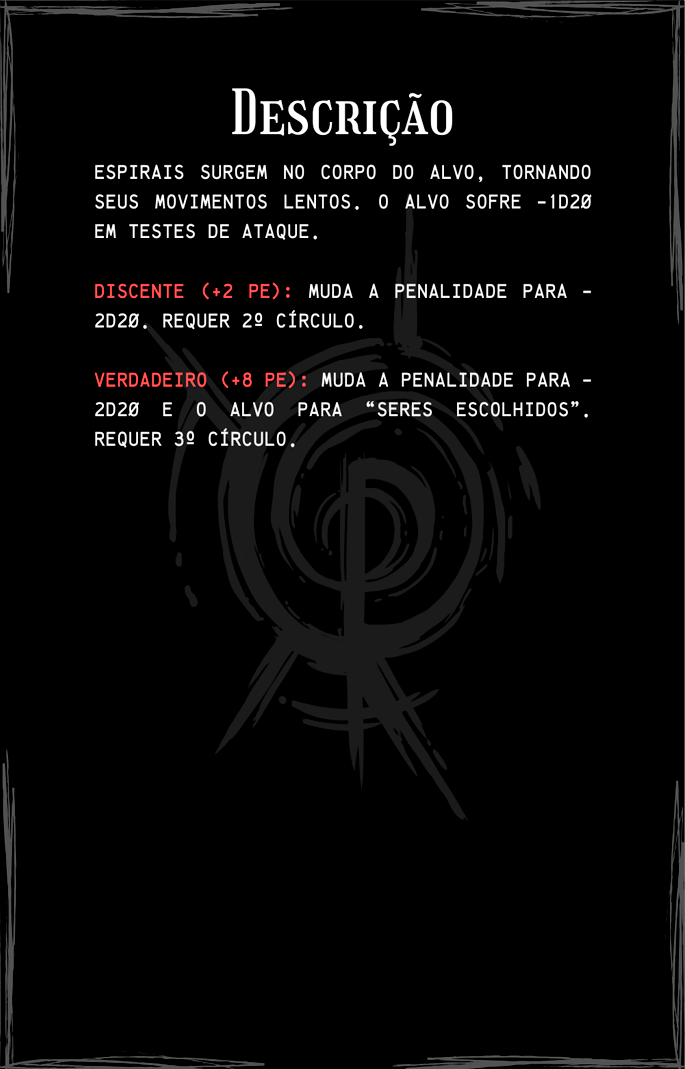 Descrição
ESPIRAIS SURGEM NO CORPO DO ALVO, TORNANDO
SEUS MOVIMENTOS LENTOS. O ALVO SOFRE -1D20
EM TESTES DE ATAQUE.
DISCENTE (+2 PE): MUDA A PENALIDADE PARA -
2D20. REQUER 2º CÍRCULO.
VERDADEIRO (+8 PE): MUDA A PENALIDADE PARA -
2D20 E O ALVO PARA “SERES ESCOLHIDOS”.
REQUER 3º CÍRCULO.